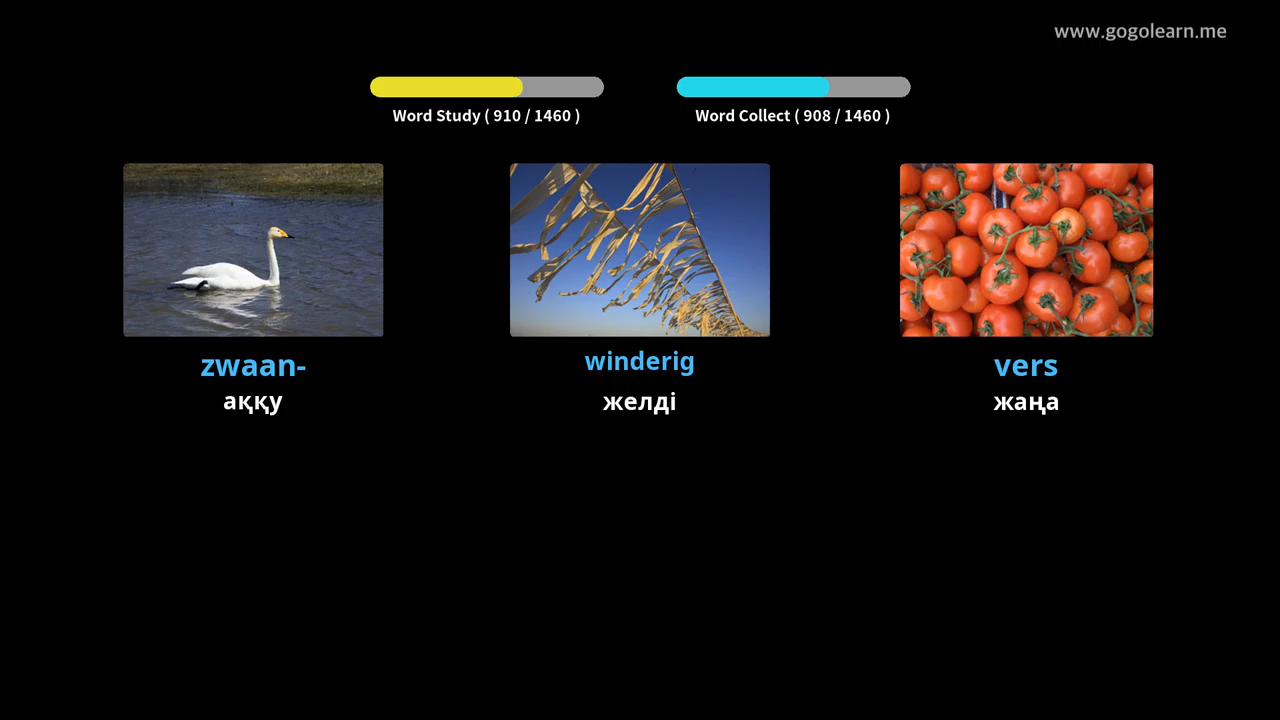 www.gogolearn.me
Word Study ( 910 / 1460 )
Word Collect ( 908 / 1460 )
zwaan-
аққу
winderig
желді
vers
жаңа